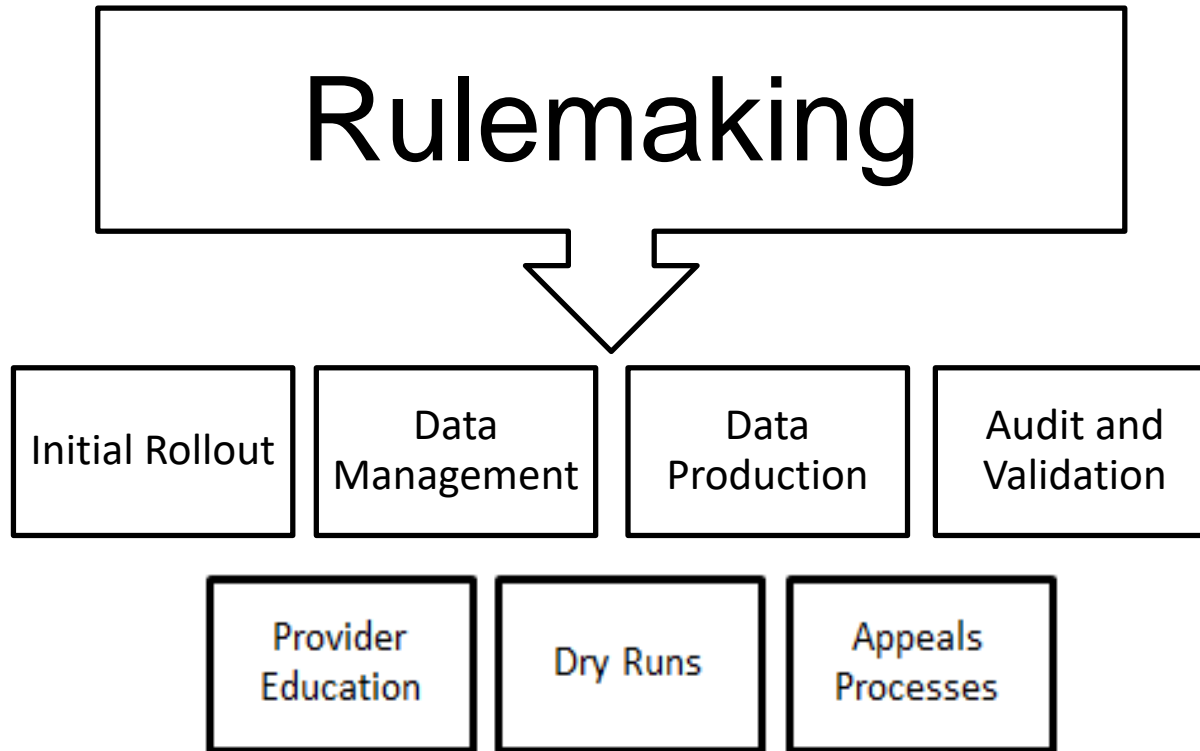 Rulemaking
Initial Rollout
Data
Management
Data
Production
Audit and
Validation
Provider
Education
Dry Runs
Appeals
Processes